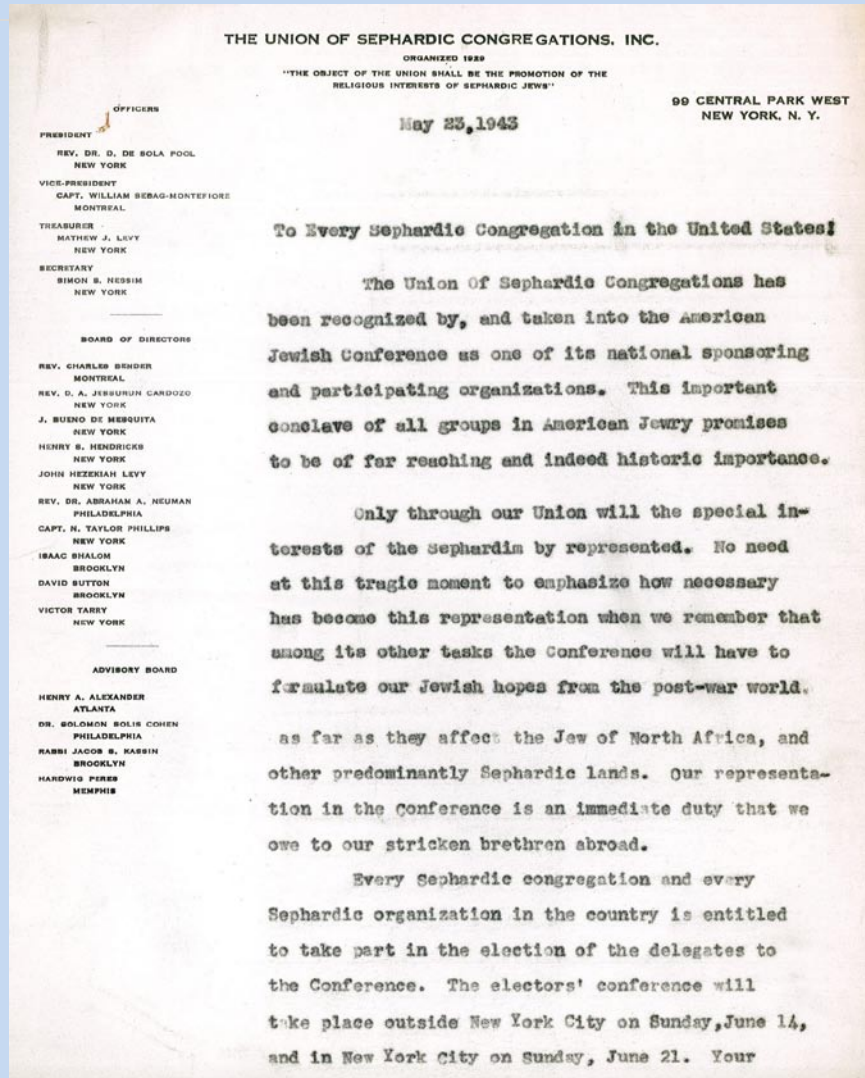 THE UNION OF SEPHARDIC CONGREGATIONS, INC.
ORGANIZED 1929
"THE OBJECT OF THE UNION SHALL BE THE PROMOTION OF THE
RELIGIOUS INTERESTS OF SEPHARDIC JEWS"
99 CENTRAL PARK WEST
NEW YORK, N. Y.
OFFICERS
PRESIDENT
REV. DR. D. DE SOLA POOL
NEW YORK
VICE-PRESIDENT
CAPT. WILLIAM SEBAG-MONTEFIORE
MONTREAL
TREASURER
MATHEW J. LEVY
NEW YORK
SECRETARY
SIMON S. NESSIM
NEW YORK
BOARD OF DIRECTORS
REV. CHARLES BENDER
MONTREAL
REV. D. A. JESSURUN CARDOZO
NEW YORK
J. BUENO DE MESQUITA
NEW YORK
HENRY S. HENDRICKS
NEW YORK
JOHN HEZEKIAH LEVY
NEW YORK
REV. DR. ABRAHAM A. NEUMAN
PHILADELPHIA
CAPT. N. TAYLOR PHILLIPS
NEW YORK
ISAAC SHALOM
BROOKLYN
DAVID SUTTON
BROOKLYN
VICTOR TARRY
NEW YORK
ADVISORY BOARD
HENRY A. ALEXANDER
ATLANTA
DR. SOLOMON SOLIS COHEN
PHILADELPHIA
RABBI JACOB S. KASSIN
BROOKLYN
HARDWIG PERES
MEMPHIS
May 23,1943
To Every Sephardic Congregation in the United States:
The Union Of Sephardic Congregations has
been recognized by, and taken into the American
Jewish Conference as one of its national sponsoring
and participating organizations. This important
conclave of all groups in American Jewry promises
to be of far reaching and indeed historic importance.
Only through our Union will the special in-
terests of the Sephardim by represented. No need
at this tragic moment to emphasize how necessary
has become this representation when we remember that
among its other tasks the Conference will have to
formulate our Jewish hopes from the post-war world.
as far as they affect the Jew of North Africa, and
other predominantly Sephardic lands. Our representa-
tion in the Conference is an immediate duty that we
owe to our stricken brethren abroad.
Every Sephardic congregation and every
Sephardic organization in the country is entitled
to take part in the election of the delegates to
the Conference. The electors' conference will
take place outside New York City on Sunday,June 14,
and in New York City on Sunday, June 21. Your